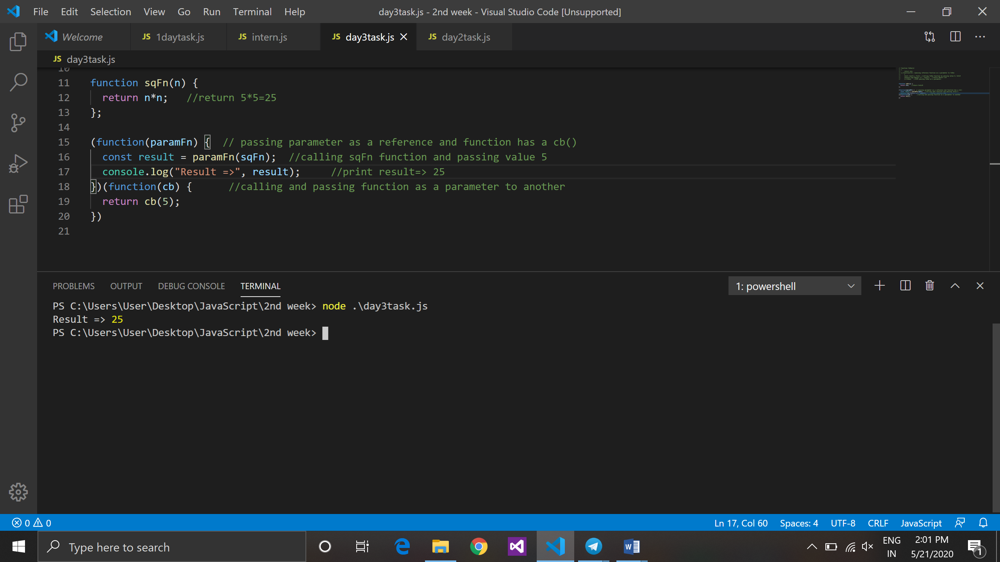 File Edit Selection View Go Run Terminal Help day3task.js - 2nd week - Visual Studio Code [Unsupported]
Welcome JS 1daytask.js JS intern.js JS day3task.js JS day2task.js
JS day3task.js
10
11 function sqFn(n) {
12 return n*n; //return 5*5=25
13 };
14
15 (function(paramFn) { // passing parameter as a reference and function has a cb()
16 const result = paramFn(sqFn); //calling sqFn function and passing value 5
17 console.log("Result =>", result); //print result=> 25
18 })(function(cb) { //calling and passing function as a parameter to another
19 return cb(5);
20 })
21
PROBLEMS OUTPUT DEBUG CONSOLE TERMINAL 1: powershell
PS C:\Users\User\Desktop\JavaScript\2nd week> node .\day3task.js
Result => 25
PS C:\Users\User\Desktop\JavaScript\2nd week>
0 0 Ln 17, Col 60 Spaces: 4 UTF-8 CRLF JavaScript
Type here to search
ENG
IN
2:01 PM
5/21/2020
1